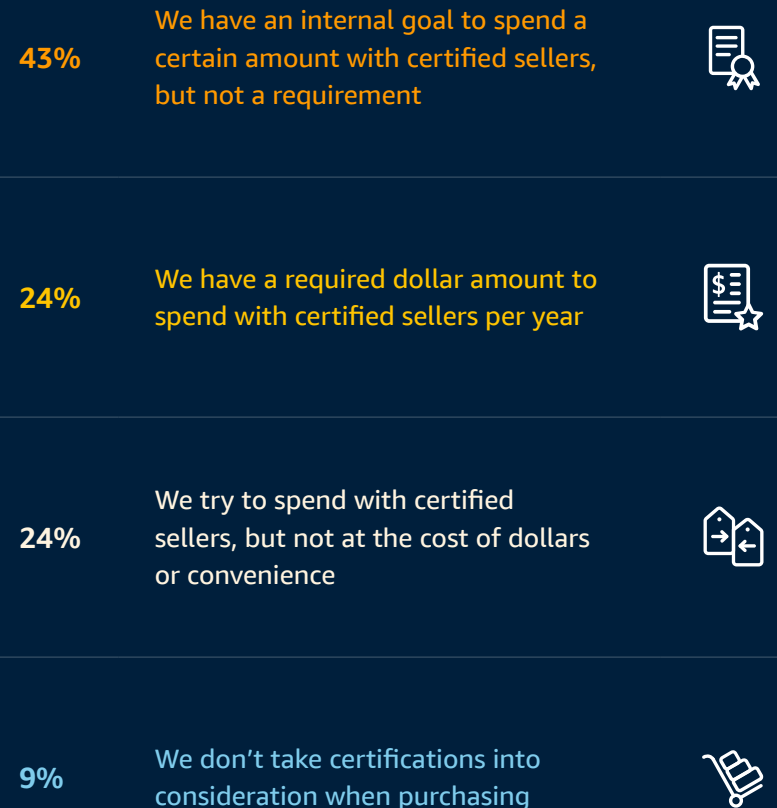 43%
We have an internal goal to spend a
certain amount with certified sellers,
but not a requirement
24%
We have a required dollar amount to
spend with certified sellers per year
24%
We try to spend with certified
sellers, but not at the cost of dollars
or convenience
9%
We don’t take certifications into
consideration when purchasing